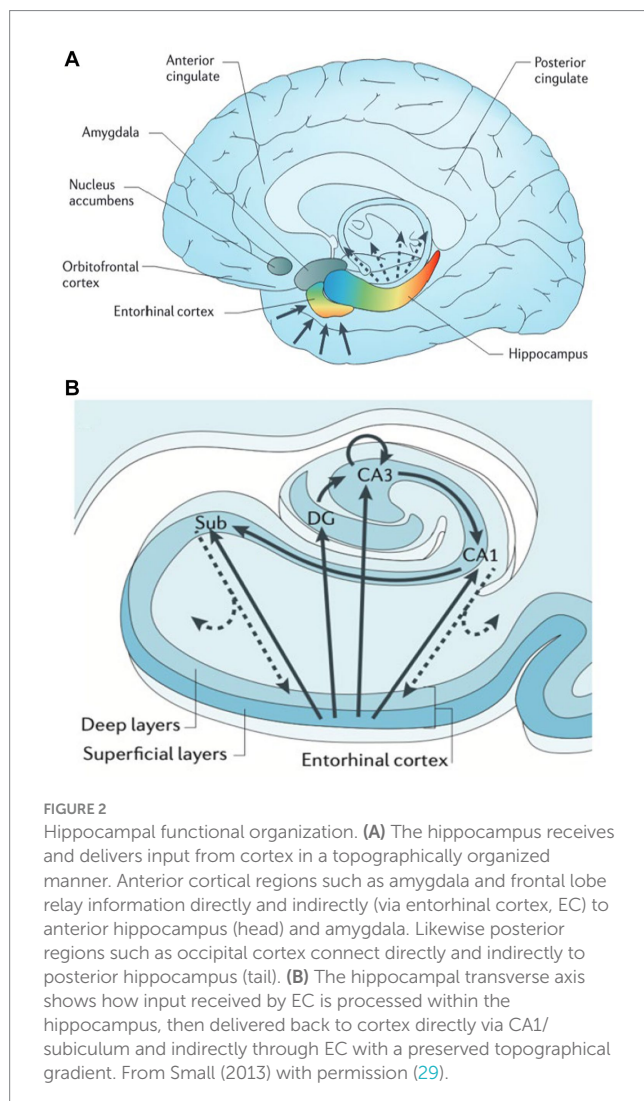 A
Anterior
cingulate
Posterior
cingulate
Amygdala
Nucleus
accumbens
Orbitofrontal
cortex
Entorhinal cortex
Hippocampus
B
CA3
Sub
DG
CA1
Deep layers
Superficial layers
Entorhinal cortex
FIGURE 2
Hippocampal functional organization. (A) The hippocampus receives
and delivers input from cortex in a topographically organized
manner. Anterior cortical regions such as amygdala and frontal lobe
relay information directly and indirectly (via entorhinal cortex, EC) to
anterior hippocampus (head) and amygdala. Likewise posterior
regions such as occipital cortex connect directly and indirectly to
posterior hippocampus (tail). (B) The hippocampal transverse axis
shows how input received by EC is processed within the
hippocampus, then delivered back to cortex directly via CA1/
subiculum and indirectly through EC with a preserved topographical
gradient. From Small (2013) with permission (29).